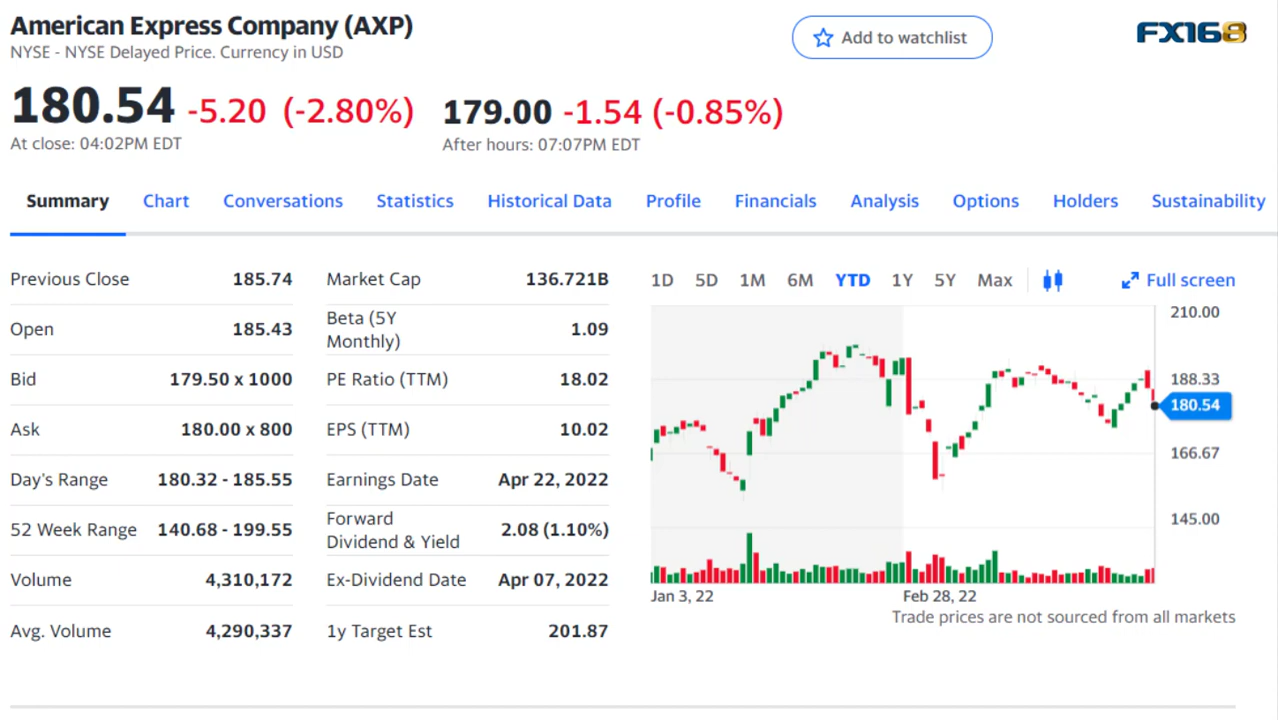 American Express Company (AXP)
NYSE - NYSE Delayed Price. Currency in USD
Add to watchlist
FX168
180.54 -5.20 (-2.80%)
At close: 04:02PM EDT
179.00 -1.54 (-0.85%)
After hours: 07:07PM EDT
Summary Chart Conversations Statistics Historical Data Profile Financials Analysis Options Holders Sustainability
Previous Close 185.74
Open 185.43
Bid 179.50 x 1000
Ask 180.00 x 800
Day's Range 180.32 - 185.55
52 Week Range 140.68 - 199.55
Volume 4,310,172
Avg. Volume 4,290,337
Market Cap 136.721B
Beta (5Y
Monthly) 1.09
PE Ratio (TTM) 18.02
EPS (TTM) 10.02
Earnings Date Apr 22, 2022
Forward
Dividend & Yield 2.08 (1.10%)
Ex-Dividend Date Apr 07, 2022
1y Target Est 201.87
1D 5D 1M 6M YTD 1Y 5Y Max Full screen
210.00
188.33
180.54
166.67
145.00
Jan 3, 22 Feb 28, 22
Trade prices are not sourced from all markets